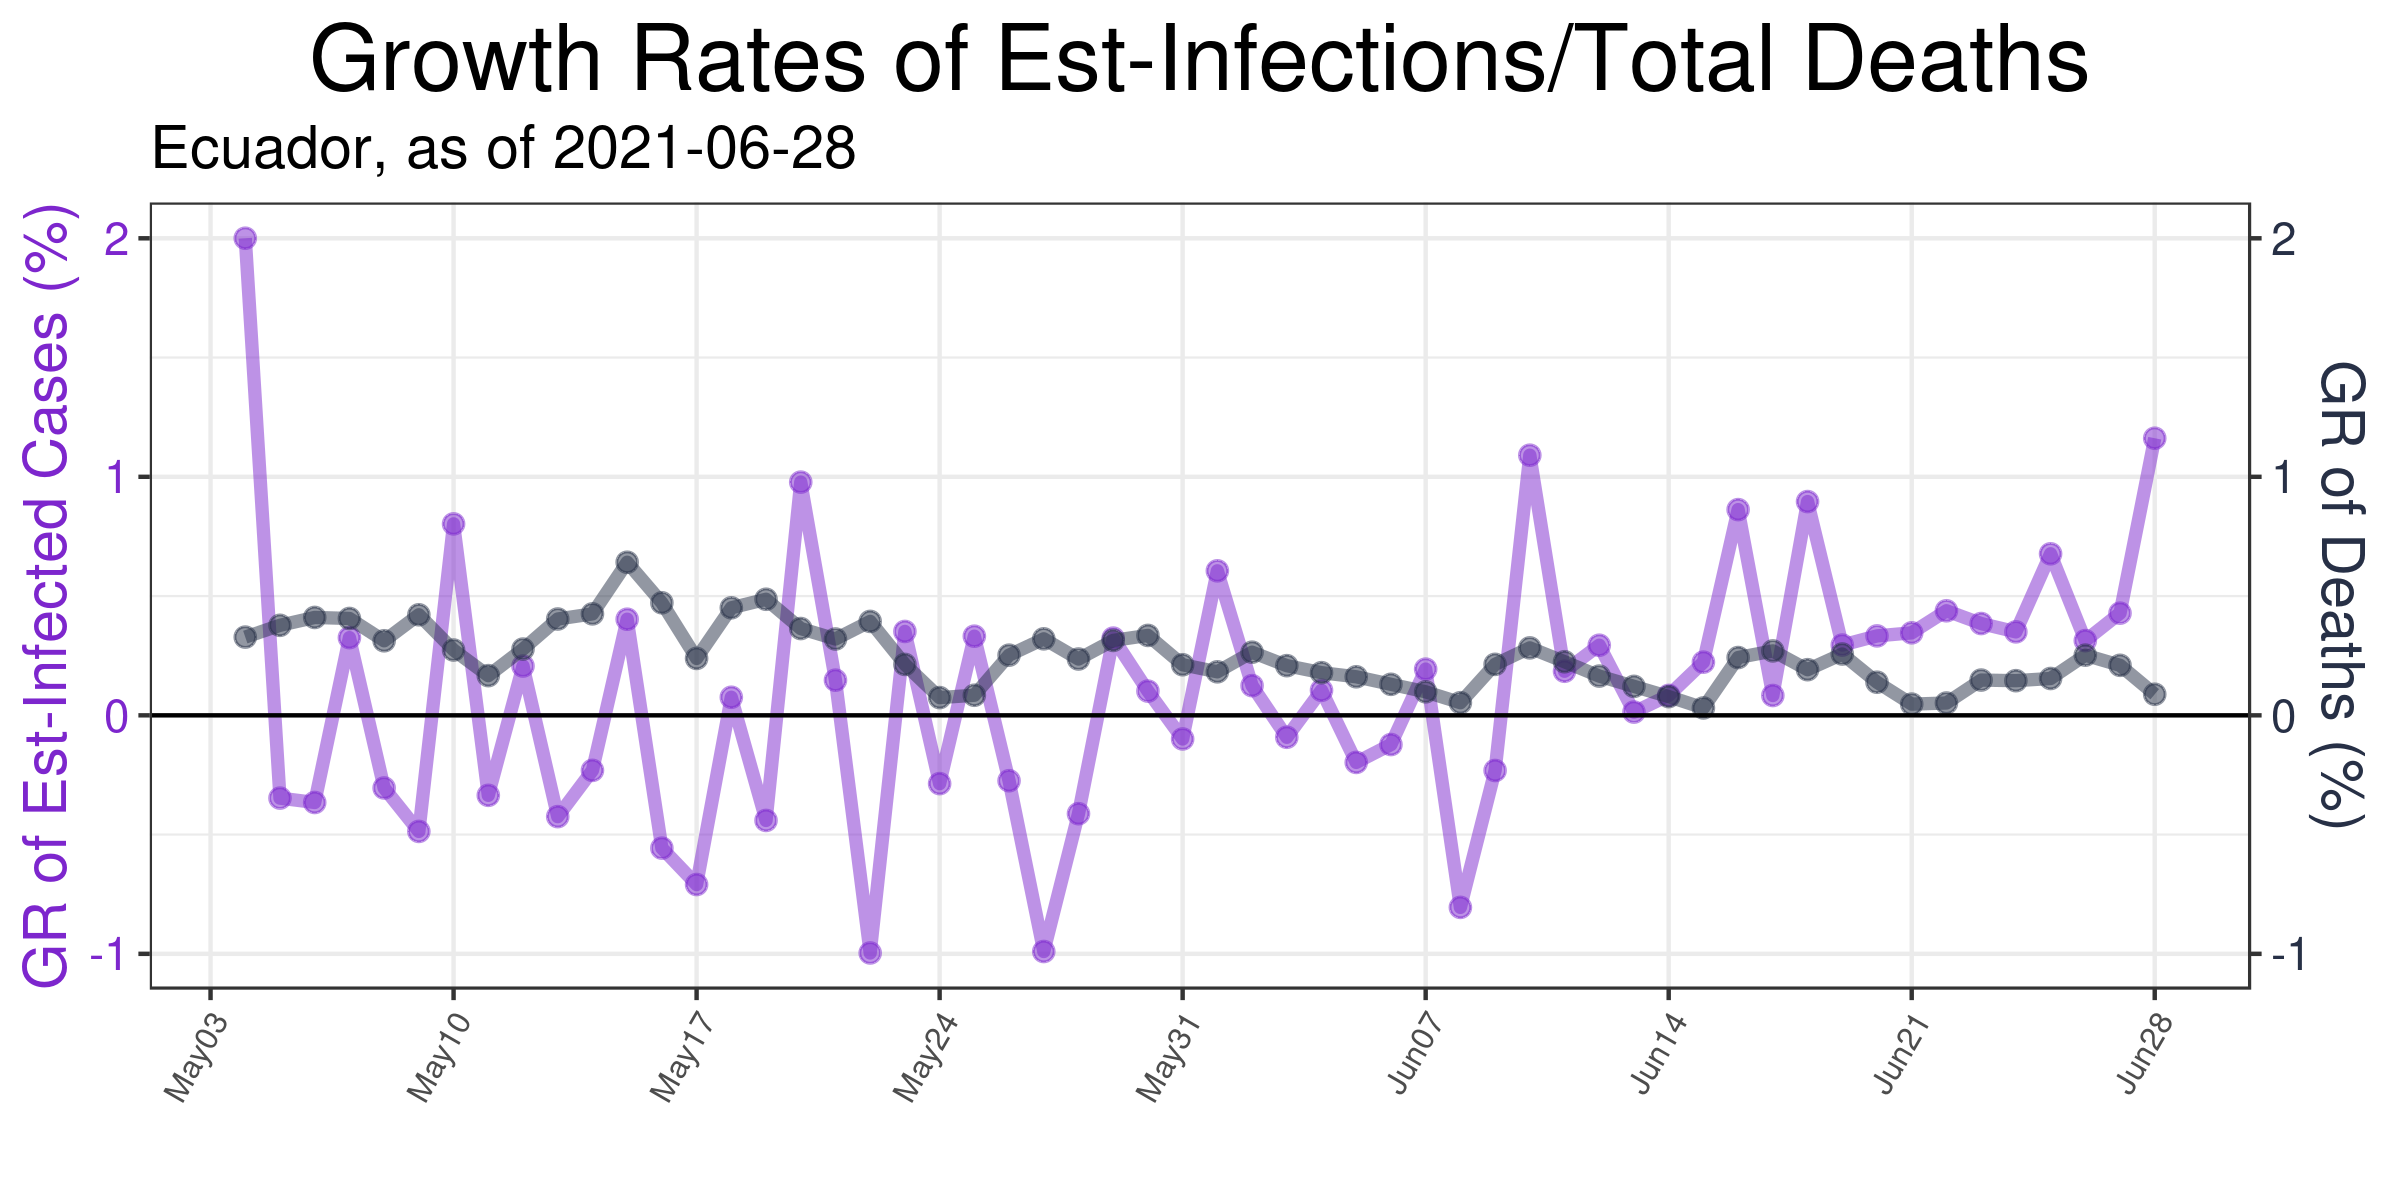 Growth Rates of Est-Infections/Total Deaths
Ecuador, as of 2021-06-28
GR of Est-Infected Cases (%)
2
1
0
-1
2
1
0
-1
GR of Deaths (%)
May03
May10
May17
May24
May31
Jun07
Jun14
Jun21
Jun28